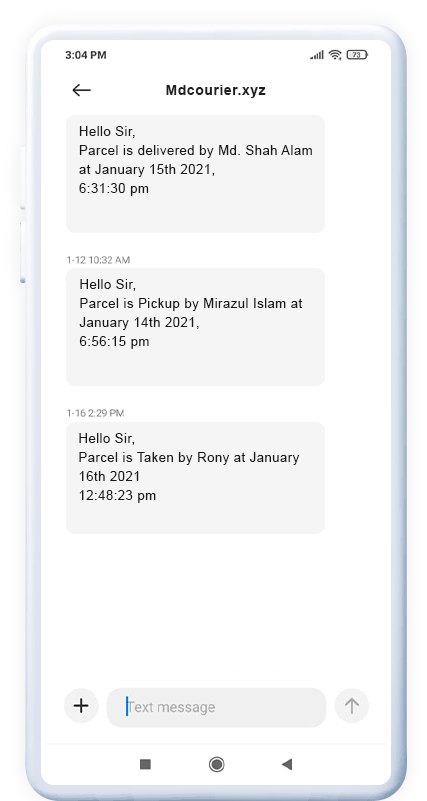 3:04 PM
73
Mdcourier.xyz
Hello Sir,
Parcel is delivered by Md. Shah Alam
at January 15th 2021,
6:31:30 pm
1-12 10:32 AM
Hello Sir,
Parcel is Pickup by Mirazul Islam at
January 14th 2021,
6:56:15 pm
1-16 2:29 PM
Hello Sir,
Parcel is Taken by Rony at January
16th 2021
12:48:23 pm
Text message